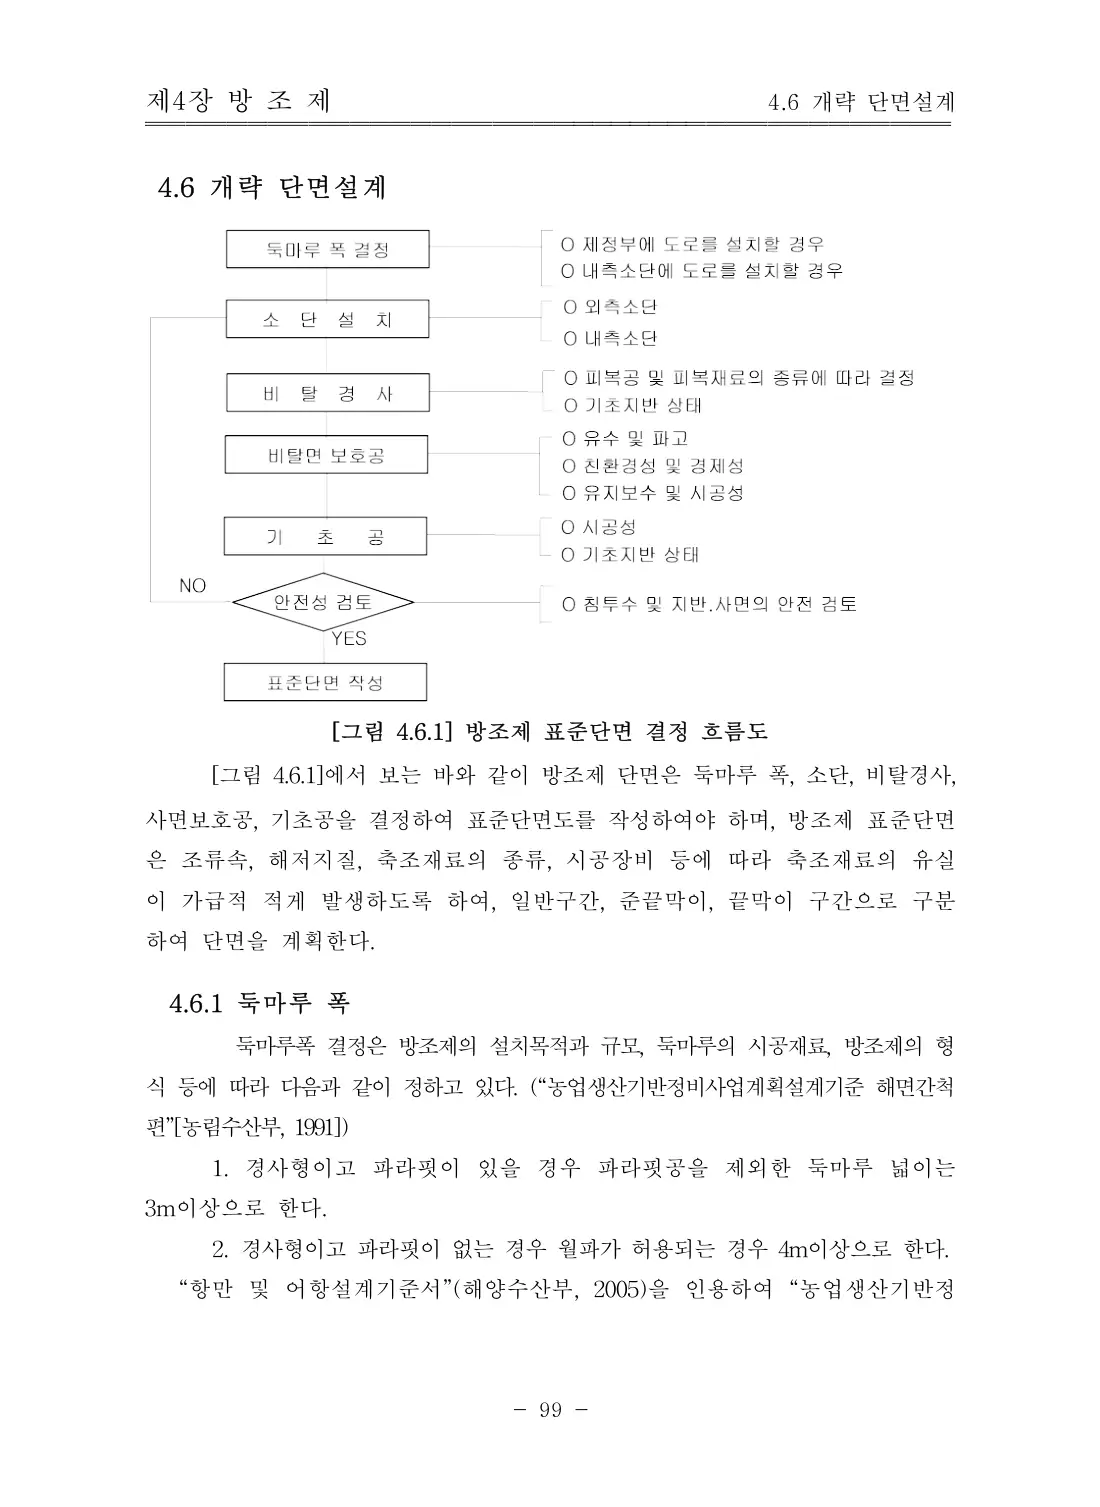 제4장 방 조 제
4.6 개략 단면설계
4.6 개략 단면설계
둑마루 폭 결정
O 제정부에 도로를 설치할 경우
O 내측소단에 도로를 설치할 경우
소 단 설 치
O 외측소단
O 내측소단
비 탈 경 사
O 피복공 및 피복재료의 종류에 따라 결정
O 기초지반 상태
비탈면 보호공
O 유수 및 파고
O 친환경성 및 경제성
O 유지보수 및 시공성
기 초 공
O 시공성
O 기초지반 상태
NO
안전성 검토
O 침투수 및 지반.사면의 안전 검토
YES
표준단면 작성
[그림 4.6.1] 방조제 표준단면 결정 흐름도
[그림 4.6.1]에서 보는 바와 같이 방조제 단면은 둑마루 폭, 소단, 비탈경사,
사면보호공, 기초공을 결정하여 표준단면도를 작성하여야 하며, 방조제 표준단면
은 조류속, 해저지질, 축조재료의 종류, 시공장비 등에 따라 축조재료의 유실
이 가급적 적게 발생하도록 하여, 일반구간, 준끝막이, 끝막이 구간으로 구분
하여 단면을 계획한다.
4.6.1 둑마루 폭
둑마루폭 결정은 방조제의 설치목적과 규모, 둑마루의 시공재료, 방조제의 형
식 등에 따라 다음과 같이 정하고 있다. (“농업생산기반정비사업계획설계기준 해면간척
편”[농림수산부, 1991])
1. 경사형이고 파라핏이 있을 경우 파라핏공을 제외한 둑마루 넓이는
3m이상으로 한다.
2. 경사형이고 파라핏이 없는 경우 월파가 허용되는 경우 4m이상으로 한다.
“항만 및 어항설계기준서”(해양수산부, 2005)을 인용하여 “농업생산기반정
- 99 -